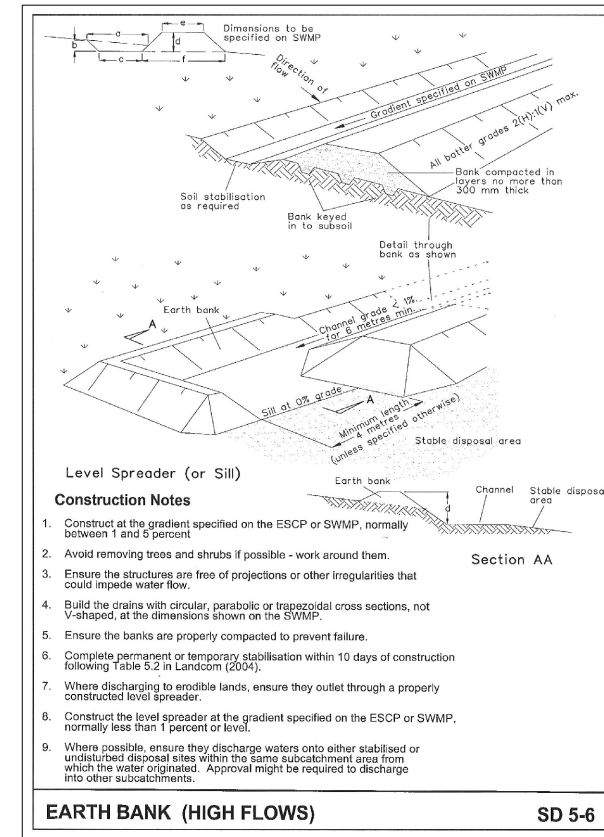 e
a
b
d
c
f
Dimensions to be
specified on SWMP
Direction of
flow
Gradient specified on SWMP
All batter grades 2(H):1(V) max.
Soil stabilisation
as required
Bank compacted in
layers no more than
300 mm thick
Bank keyed
in to subsoil
Detail through
bank as shown
Earth bank
A
Channel grade < 1%
for 6 metres min.
Sill at 0% grade
A
Minimum length
4 metres
(unless specified otherwise)
Stable disposal area
Level Spreader (or Sill)
Earth bank
d
Channel
Stable disposa
area
Section AA
Construction Notes
1. Construct at the gradient specified on the ESCP or SWMP, normally
between 1 and 5 percent
2. Avoid removing trees and shrubs if possible - work around them.
3. Ensure the structures are free of projections or other irregularities that
could impede water flow.
4. Build the drains with circular, parabolic or trapezoidal cross sections, not
V-shaped, at the dimensions shown on the SWMP.
5. Ensure the banks are properly compacted to prevent failure.
6. Complete permanent or temporary stabilisation within 10 days of construction
following Table 5.2 in Landcom (2004).
7. Where discharging to erodible lands, ensure they outlet through a properly
constructed level spreader.
8. Construct the level spreader at the gradient specified on the ESCP or SWMP,
normally less than 1 percent or level.
9. Where possible, ensure they discharge waters onto either stabilised or
undisturbed disposal sites within the same subcatchment area from
which the water originated. Approval might be required to discharge
into other subcatchments.
EARTH BANK (HIGH FLOWS)
SD 5-6